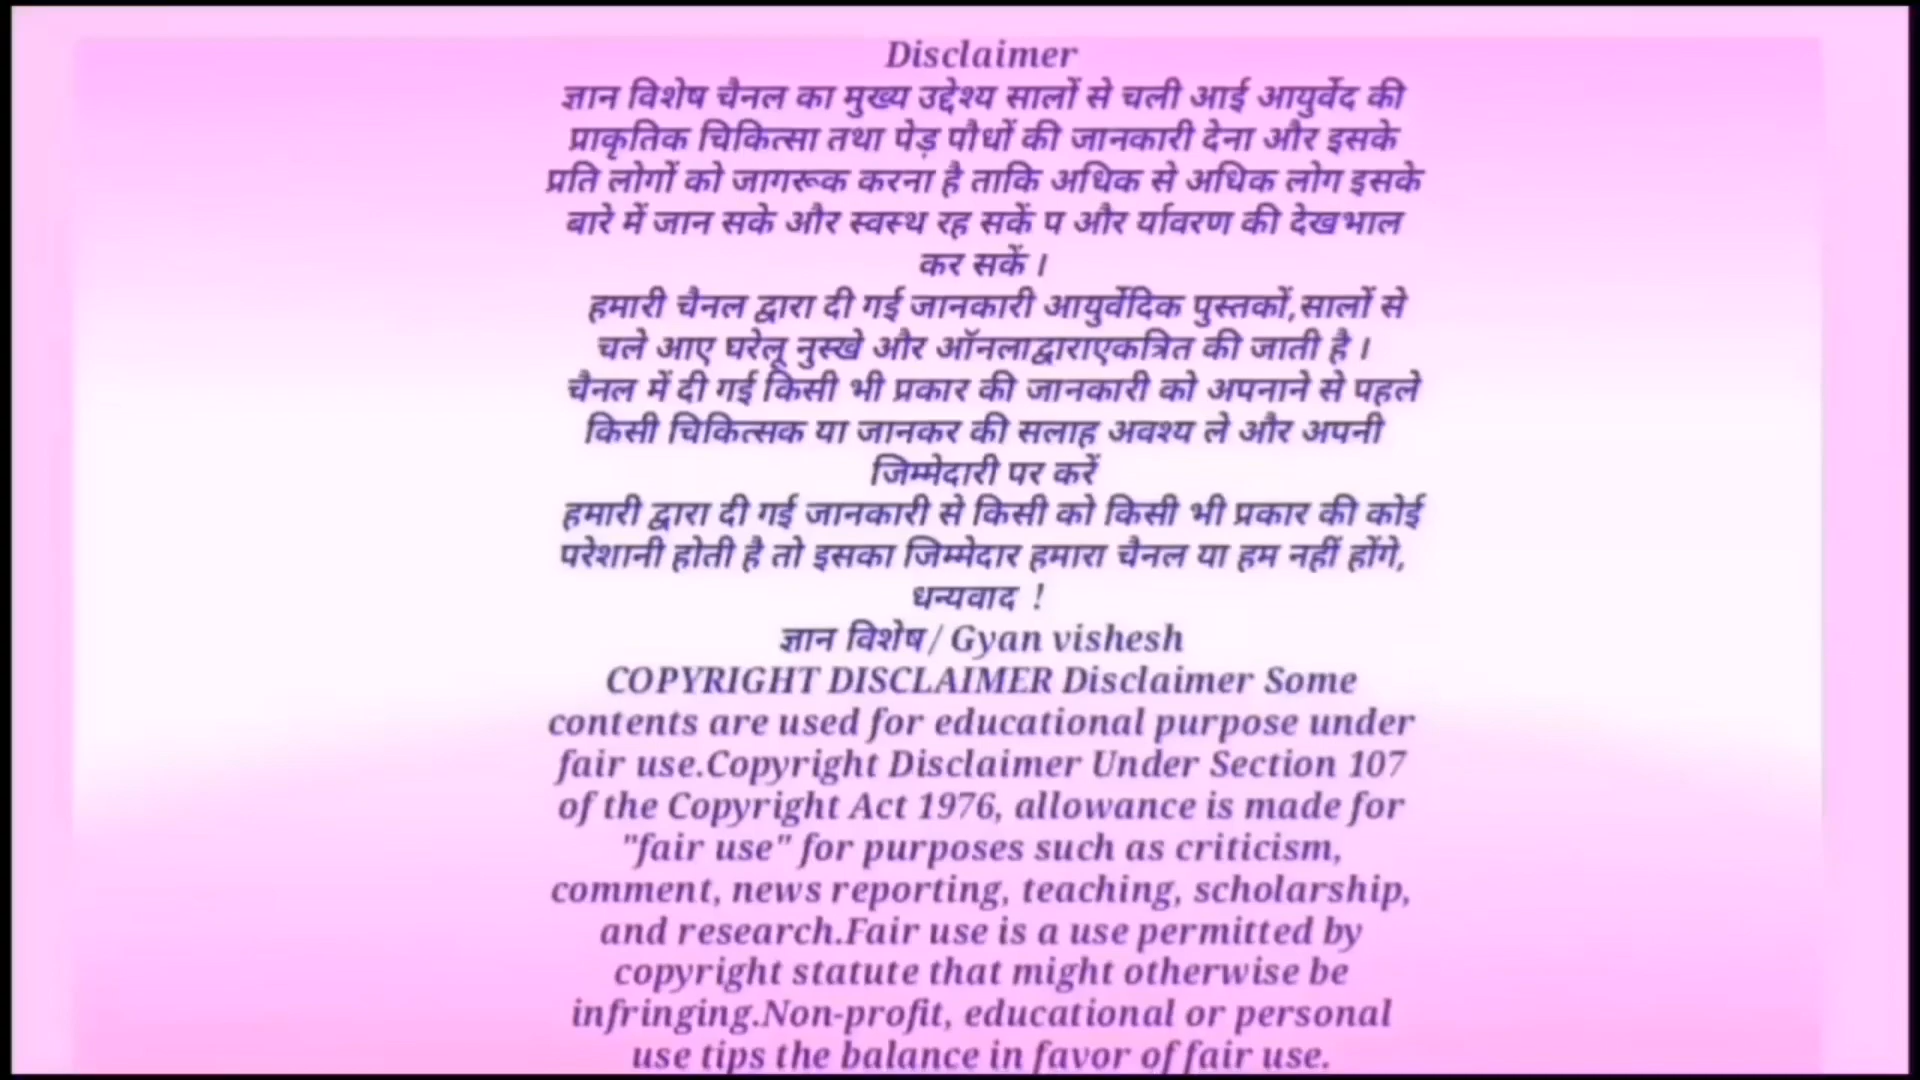 Disclaimer
ज्ञान विशेष चैनल का मुख्य उद्देश्य सालों से चली आई आयुर्वेद की
प्राकृतिक चिकित्सा तथा पेड़ पौधों की जानकारी देना और इसके
प्रति लोगों को जागरूक करना है ताकि अधिक से अधिक लोग इसके
बारे में जान सके और स्वस्थ रह सकें प और र्यावरण की देखभाल
कर सकें ।
हमारी चैनल द्वारा दी गई जानकारी आयुर्वेदिक पुस्तकों,सालों से
चले आए घरेलू नुस्खे और ऑनलाद्वाराएकत्रित की जाती है ।
चैनल में दी गई किसी भी प्रकार की जानकारी को अपनाने से पहले
किसी चिकित्सक या जानकर की सलाह अवश्य ले और अपनी
जिम्मेदारी पर करें
हमारी द्वारा दी गई जानकारी से किसी को किसी भी प्रकार की कोई
परेशानी होती है तो इसका जिम्मेदार हमारा चैनल या हम नहीं होंगे,
धन्यवाद !
ज्ञान विशेष/ Gyan vishesh
COPYRIGHT DISCLAIMER Disclaimer Some
contents are used for educational purpose under
fair use.Copyright Disclaimer Under Section 107
of the Copyright Act 1976, allowance is made for
"fair use" for purposes such as criticism,
comment, news reporting, teaching, scholarship,
and research.Fair use is a use permitted by
copyright statute that might otherwise be
infringing.Non-profit, educational or personal
use tips the balance in favor of fair use.